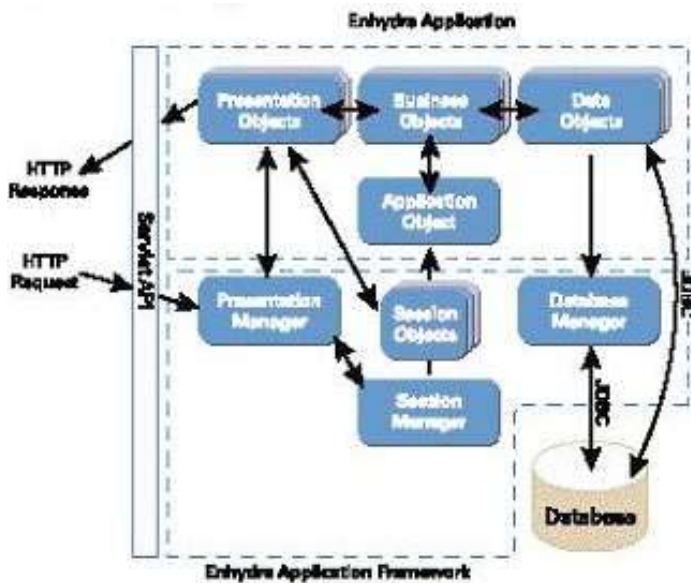 Enhydra Application
Presentation
Objects
Business
Objects
Data
Objects
HTTP
Response
Servlet API
Application
Object
HTTP
Request
Presentation
Manager
Session
Objects
Database
Manager
JDBC
JDBC
Session
Manager
Database
Enhydra Application Framework